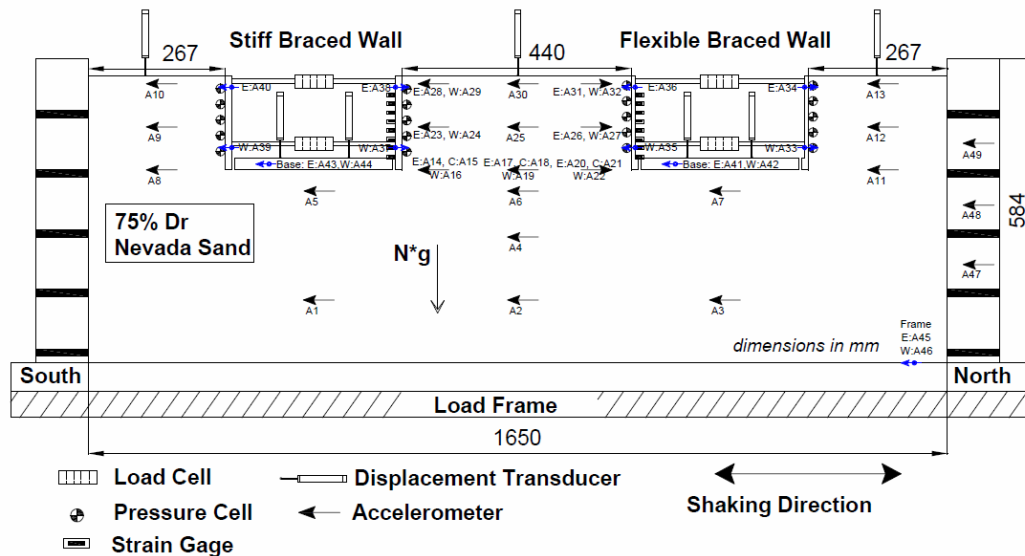 Stiff Braced Wall
Flexible Braced Wall
267
440
267
A10
E:A40
E:A38
E:A28, W:A29
A30
E:A31, W:A32
E:A36
E:A34
A13
A9
W:A39
W:A37
E:A23, W:A24
A25
E:A26, W:A27
W:A35
W:A33
A12
A49
A8
Base: E:A43,W:A44
E:A14, C:A15
W:A16
E:A17, C:A18,
W:A19
E:A20, C:A21
W:A22
Base: E:A41,W:A42
A11
A5
A6
A7
A48
584
75% Dr
Nevada Sand
A4
N*g
A47
A1
A2
A3
dimensions in mm
Frame
E:A45
W:A46
South
North
Load Frame
1650
Load Cell
Displacement Transducer
Shaking Direction
Pressure Cell
Accelerometer
Strain Gage